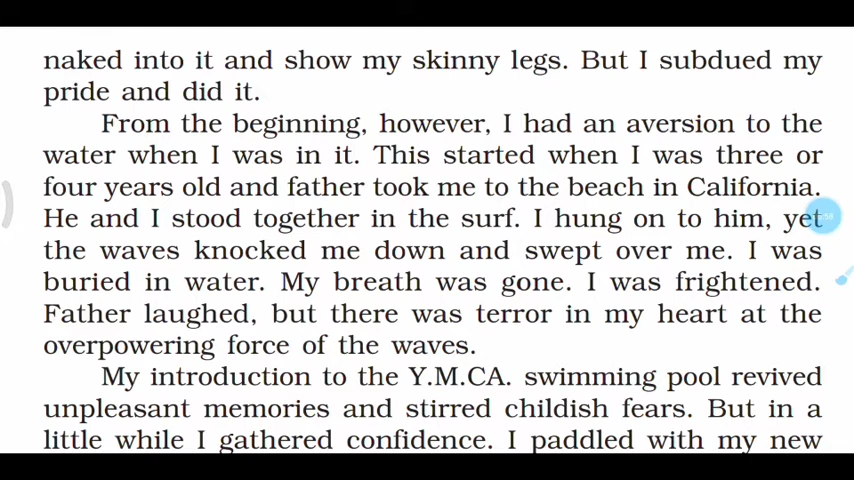 naked into it and show my skinny legs. But I subdued my
pride and did it.
From the beginning, however, I had an aversion to the
water when I was in it. This started when I was three or
four years old and father took me to the beach in California.
He and I stood together in the surf. I hung on to him, yet
the waves knocked me down and swept over me. I was
buried in water. My breath was gone. I was frightened.
Father laughed, but there was terror in my heart at the
overpowering force of the waves.
My introduction to the Y.M.CA. swimming pool revived
unpleasant memories and stirred childish fears. But in a
little while I gathered confidence. I paddled with my new